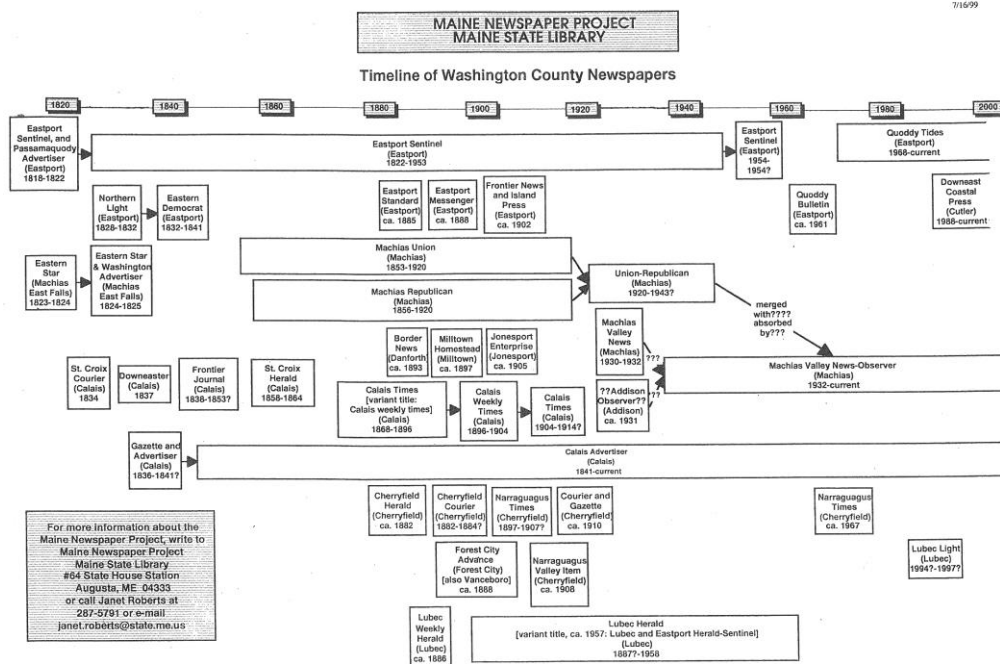 7/16/99
MAINE NEWSPAPER PROJECT
MAINE STATE LIBRARY
Timeline of Washington County Newspapers
1820
1840
1860
1880
1900
1920
1940
1960
1980
2000
Eastport
Sentinel, and
Passamaquody
Advertiser
(Eastport)
1818-1822
Eastport Sentinel
(Eastport)
1822-1953
Eastport
Sentinel
(Eastport)
1954-
1954?
Quoddy Tides
(Eastport)
1968-current
Northern
Light
(Eastport)
1828-1832
Eastern
Democrat
(Eastport)
1832-1841
Eastport
Standard
(Eastport)
ca. 1885
Eastport
Messenger
(Eastport)
ca. 1888
Frontier News
and Island
Press
(Eastport)
ca. 1902
Quoddy
Bulletin
(Eastport)
ca. 1961
Downeast
Coastal
Press
(Cutler)
1988-current
Eastern
Star
(Machias
East Falls)
1823-1824
Eastern Star
& Washington
Advertiser
(Machias
East Falls)
1824-1825
Machias Union
(Machias)
1853-1920
Machias Republican
(Machias)
1856-1920
Union-Republican
(Machias)
1920-1943?
merged
with????
absorbed
by???
Border
News
(Danforth)
ca. 1893
Milltown
Homestead
(Milltown)
ca. 1897
Jonesport
Enterprise
(Jonesport)
ca. 1905
Machias
Valley
News
(Machias)
1930-1932
???
Machias Valley News-Observer
(Machias)
1932-current
St. Croix
Courier
(Calais)
1834
Downeaster
(Calais)
1837
Frontier
Journal
(Calais)
1838-1853?
St. Croix
Herald
(Calais)
1858-1864
Calais Times
[variant title:
Calais weekly times]
(Calais)
1868-1896
Calais
Weekly
Times
(Calais)
1896-1904
Calais
Times
(Calais)
1904-1914?
??Addison
Observer??
(Addison)
ca. 1931
??
Gazette and
Advertiser
(Calais)
1836-1841?
Calais Advertiser
(Calais)
1841-current
Cherryfield
Herald
(Cherryfield)
ca. 1882
Cherryfield
Courier
(Cherryfield)
1882-1884?
Narraguagus
Times
(Cherryfield)
1897-1907?
Courier and
Gazette
(Cherryfield)
ca. 1910
Narraguagus
Times
(Cherryfield)
ca. 1967
Forest City
Advance
(Forest City)
[also Vanceboro]
ca. 1888
Narraguagus
Valley Item
(Cherryfield)
ca. 1908
Lubec Light
(Lubec)
1994?-1997?
For more information about the
Maine Newspaper Project, write to
Maine Newspaper Project
Maine State Library
#64 State House Station
Augusta, ME 04333
or call Janet Roberts at
287-5791 or e-mail
janet.roberts@state.me.us
Lubec
Weekly
Herald
(Lubec)
ca. 1886
Lubec Herald
[variant title, ca. 1957: Lubec and Eastport Herald-Sentinel]
(Lubec)
1887?-1958